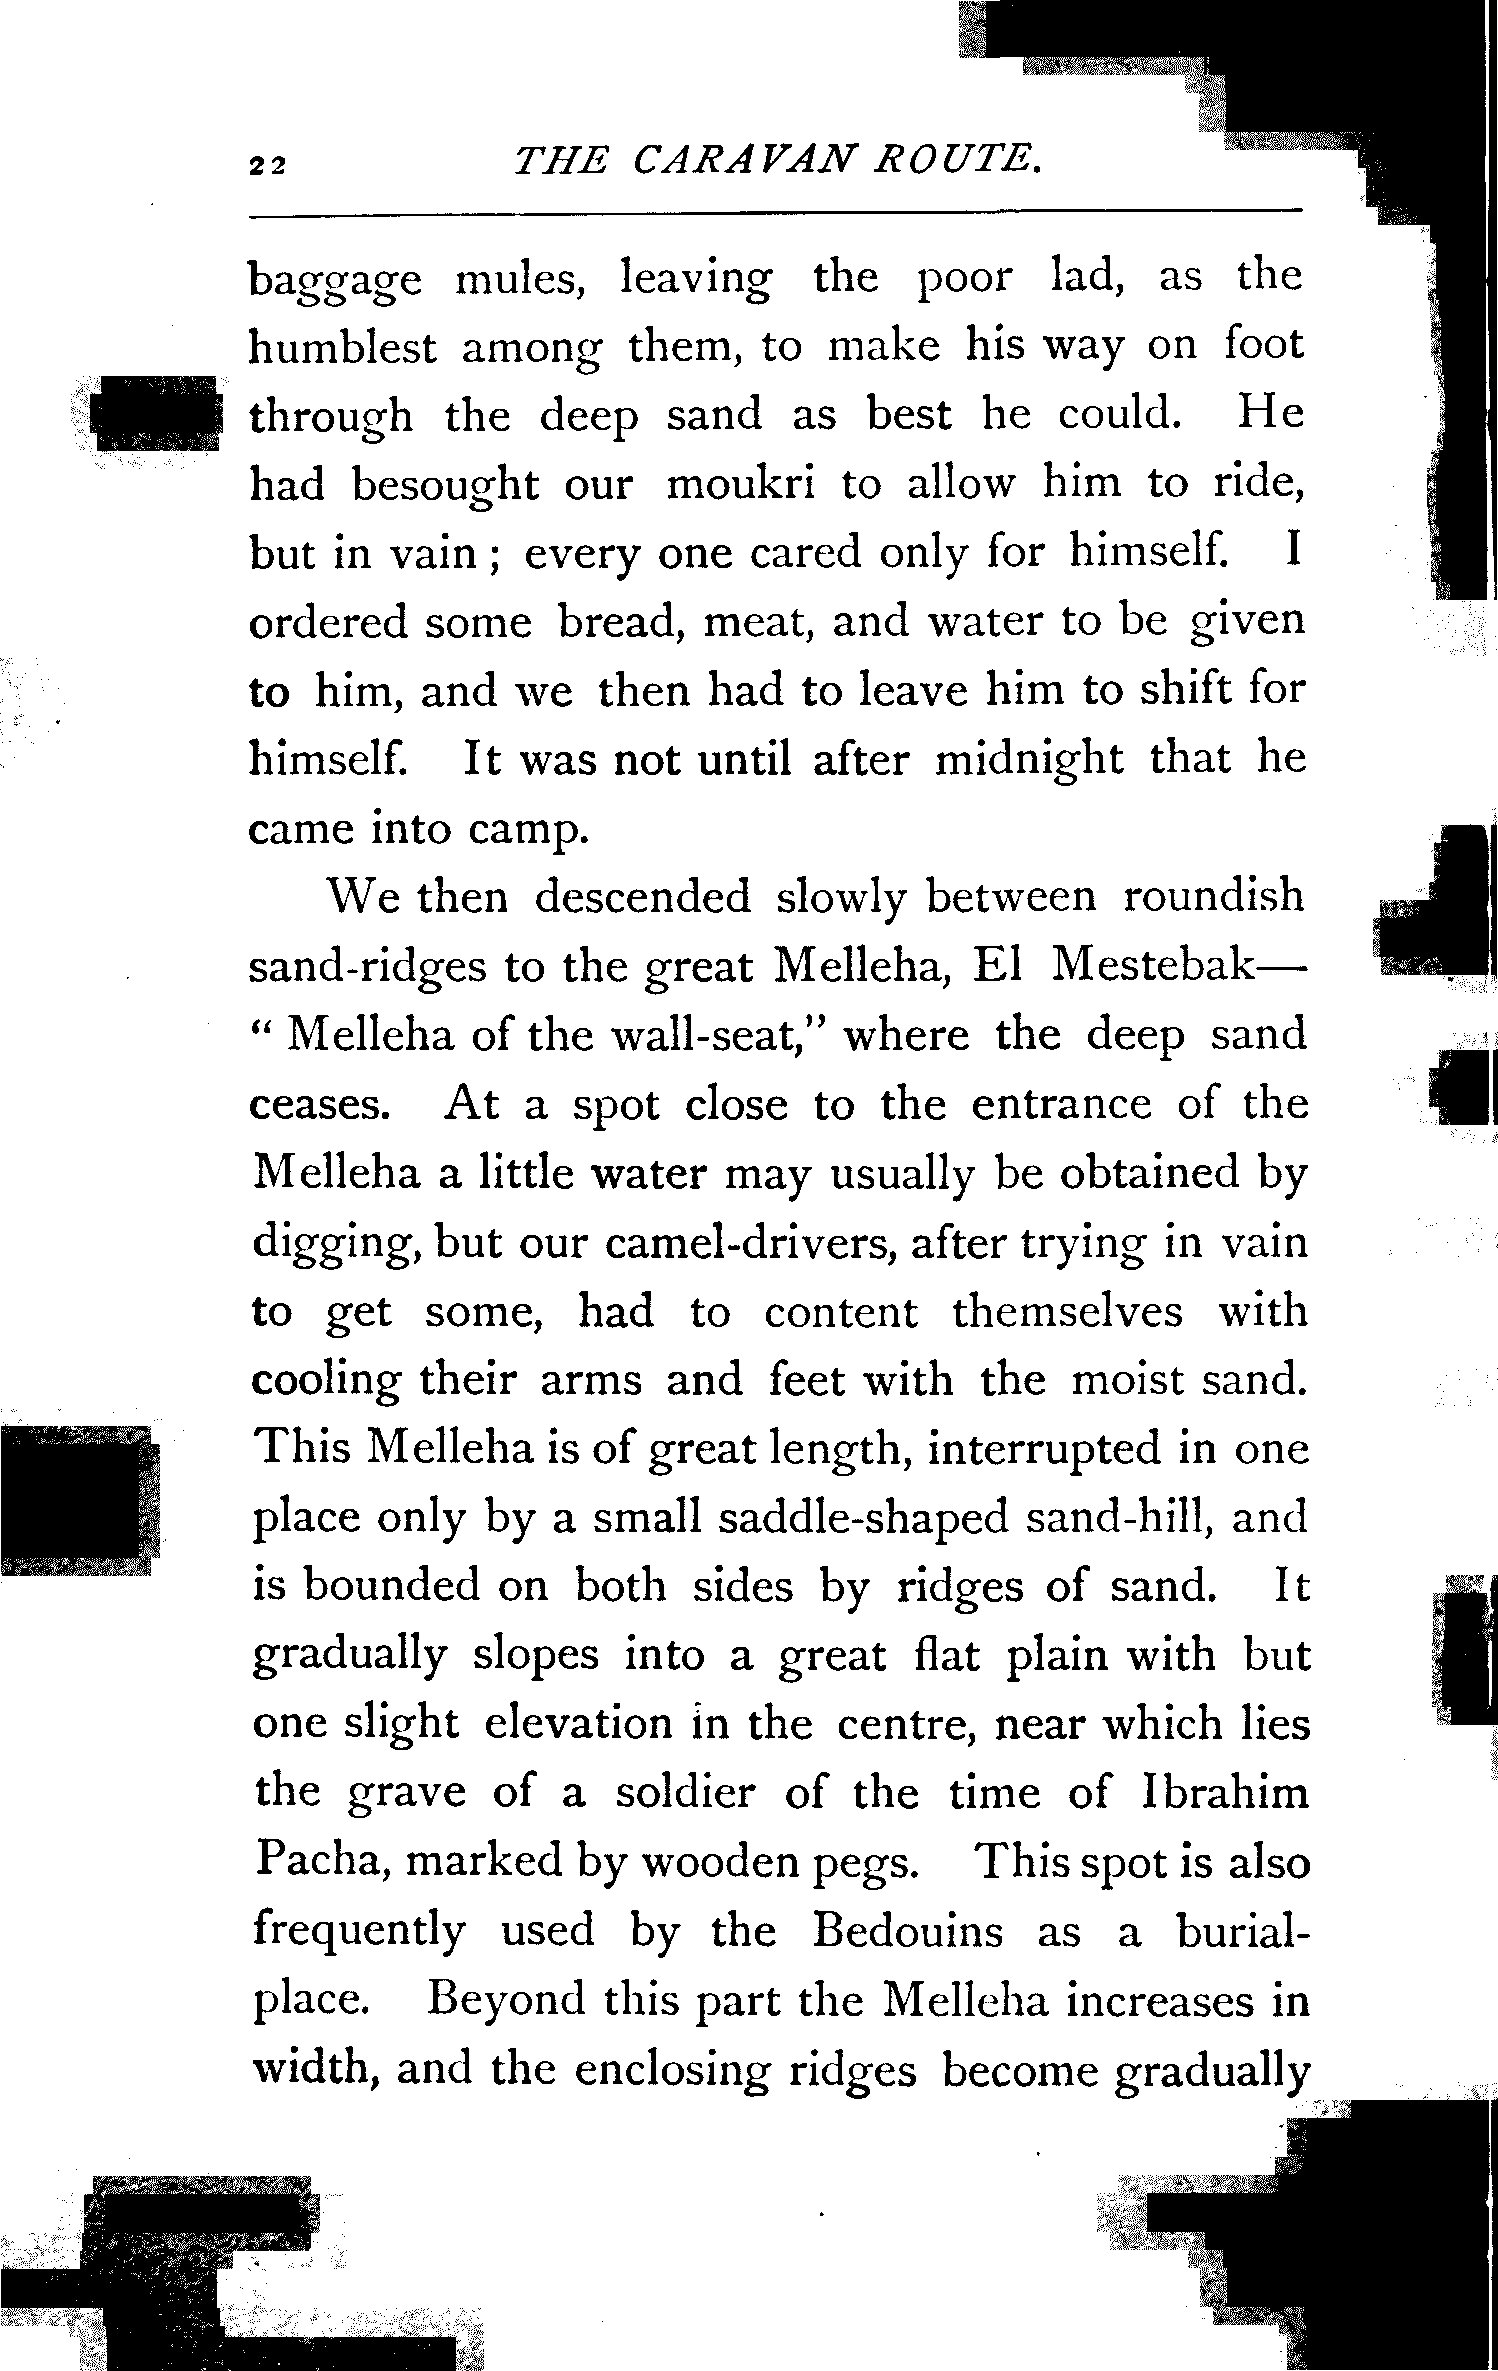 22 THE CARAVAN ROUTE.
baggage mules, leaving the poor lad, as the
humblest among them, to make his way on foot
through the deep sand as best he could. He
had besought our moukri to allow him to ride,
but in vain ; every one cared only for himself. I
ordered some bread, meat, and water to be given
to him, and we then had to leave him to shift for
himself. It was not until after midnight that he
came into camp.
We then descended slowly between roundish
sand-ridges to the great Melleha, El Mestebak—
“ Melleha of the wall-seat,” where the deep sand
ceases. At a spot close to the entrance of the
Melleha a little water may usually be obtained by
digging, but our camel-drivers, after trying in vain
to get some, had to content themselves with
cooling their arms and feet with the moist sand.
This Melleha is of great length, interrupted in one
place only by a small saddle-shaped sand-hill, and
is bounded on both sides by ridges of sand. It
gradually slopes into a great flat plain with but
one slight elevation in the centre, near which lies
the grave of a soldier of the time of Ibrahim
Pacha, marked by wooden pegs. This spot is also
frequently used by the Bedouins as a burial-
place. Beyond this part the Melleha increases in
width, and the enclosing ridges become gradually